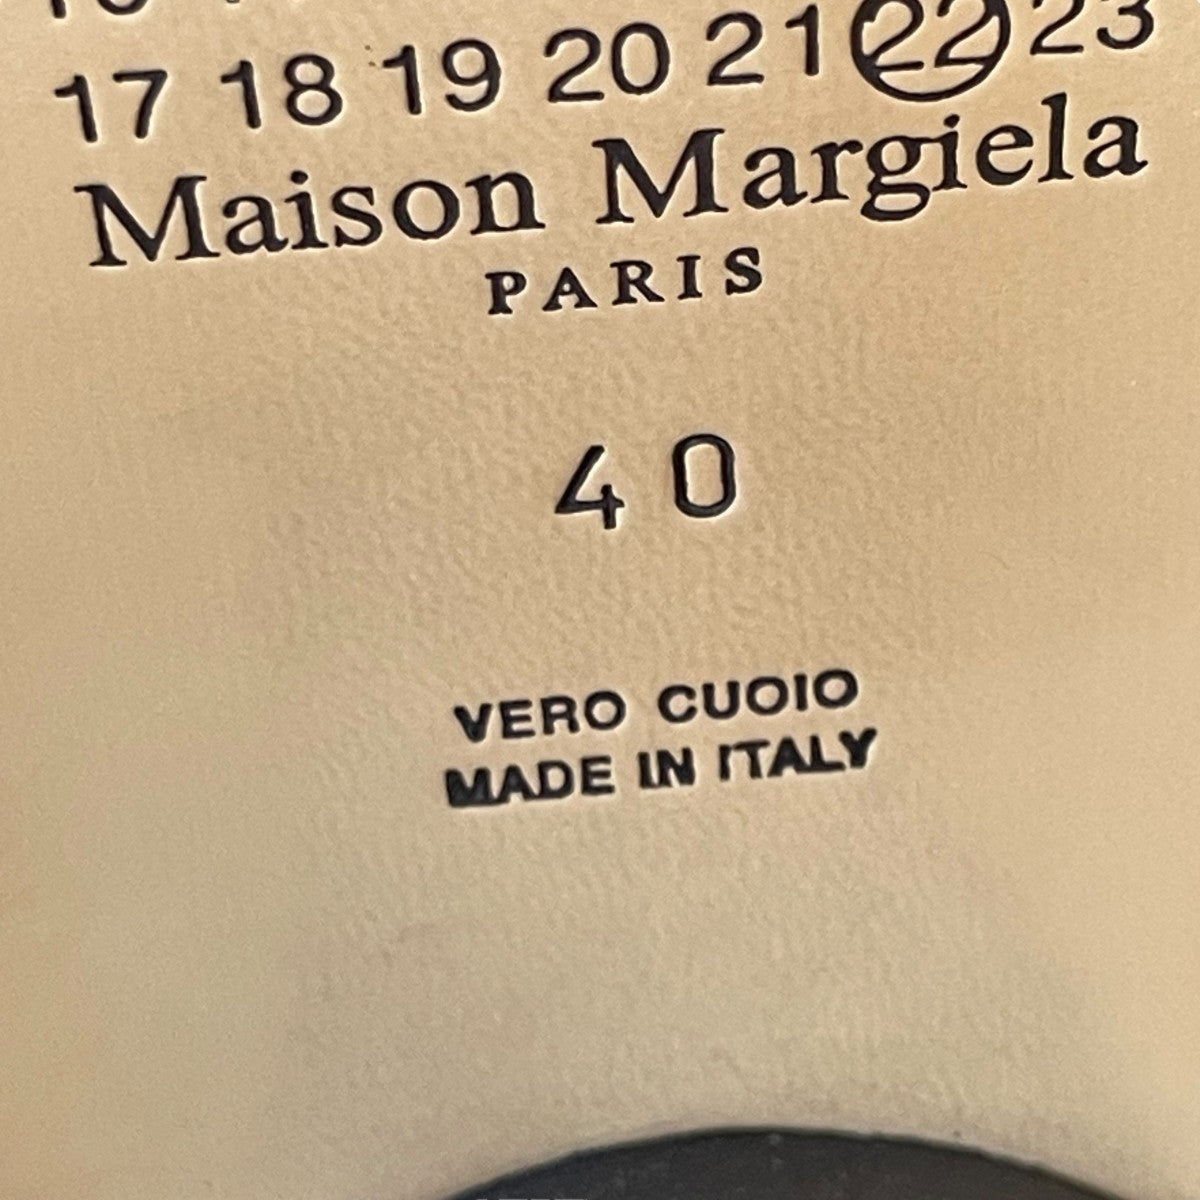 17 18 19 20 21 22 23
Maison Margiela
PARIS
40
VERO CUOIO
MADE IN ITALY